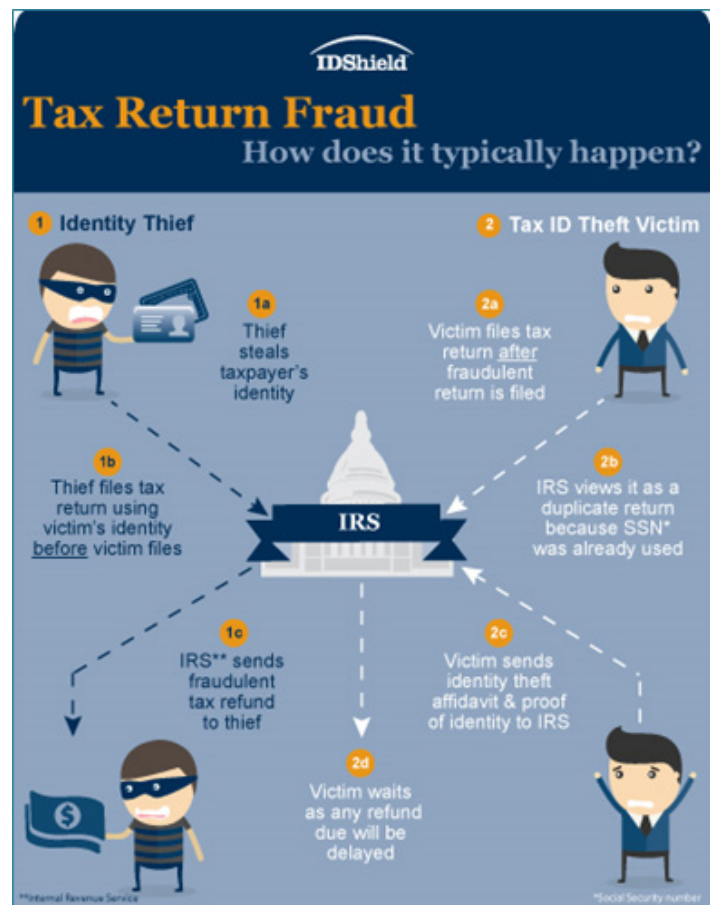 IDShield
Tax Return Fraud
How does it typically happen?
1 Identity Thief
1a
Thief
steals
taxpayer's
identity
1b
Thief files tax
return using
victim's identity
before victim files
1c
IRS** sends
fraudulent
tax refund
to thief
2 Tax ID Theft Victim
2a
Victim files tax
return after
fraudulent
return is filed
2b
IRS views it as a
duplicate return
because SSN*
was already used
IRS
2c
Victim sends
identity theft
affidavit & proof
of identity to IRS
2d
Victim waits
as any refund
due will be
delayed
$
**Internal Revenue Service
*Social Security number